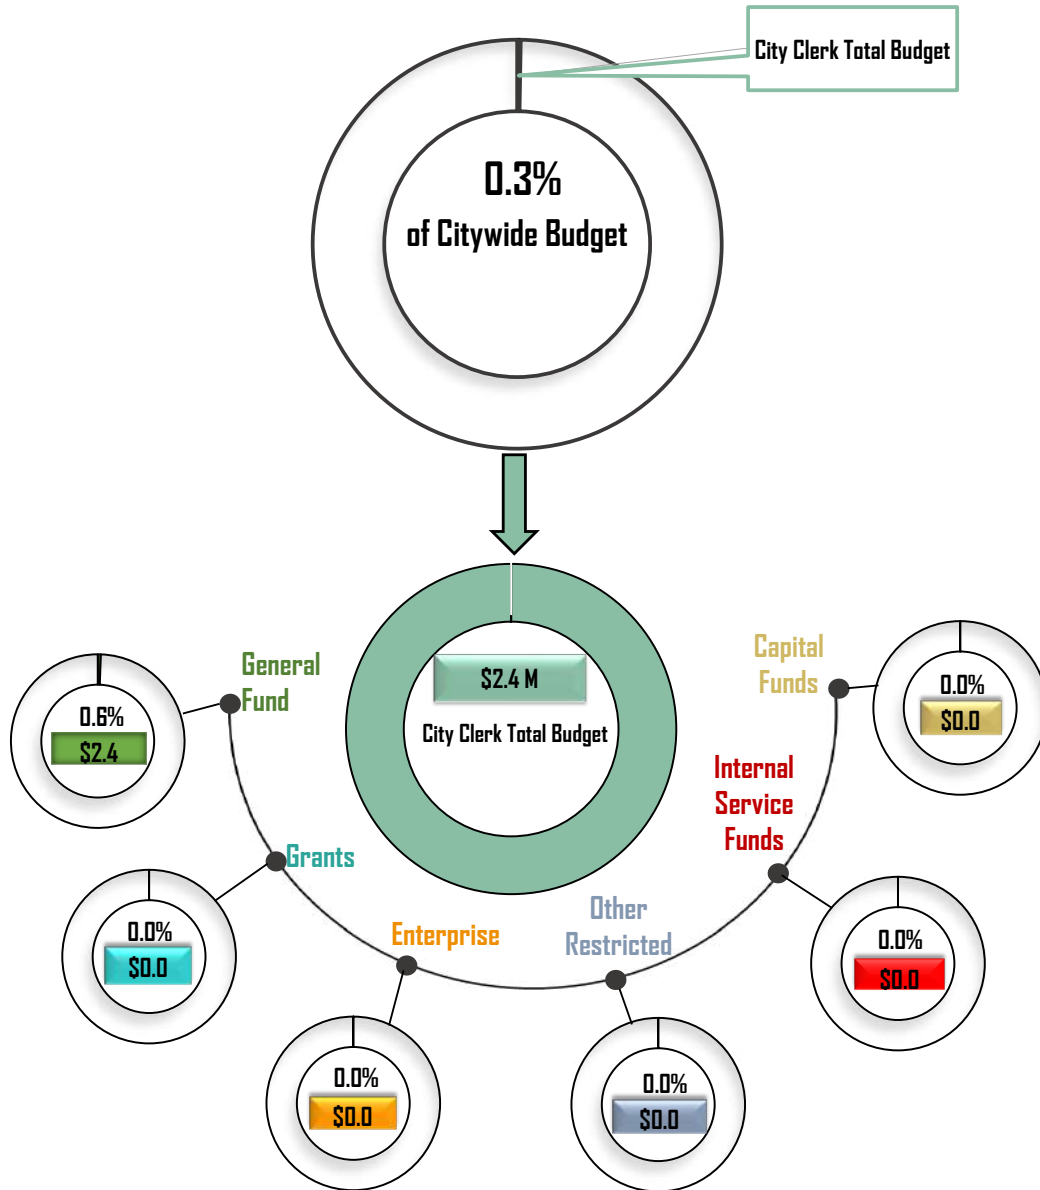 City Clerk Total Budget
0.3%
of Citywide Budget
$2.4 M
City Clerk Total Budget
General
Fund
0.6%
$2.4
Grants
0.0%
$0.0
Enterprise
0.0%
$0.0
Other
Restricted
0.0%
$0.0
Internal
Service
Funds
0.0%
$0.0
Capital
Funds
0.0%
$0.0